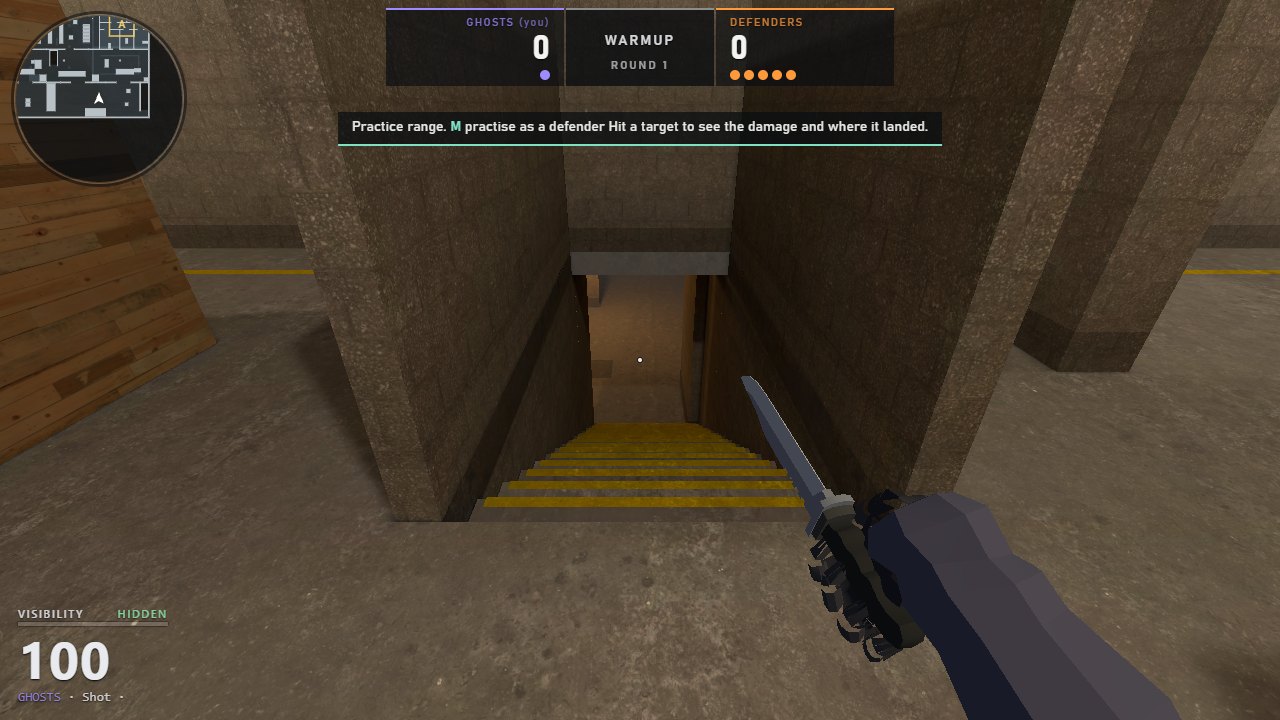 A
GHOSTS (you)
0
WARMUP
ROUND 1
DEFENDERS
0
Practice range. M practise as a defender Hit a target to see the damage and where it landed.
VISIBILITY HIDDEN
100
GHOSTS · Shot ·